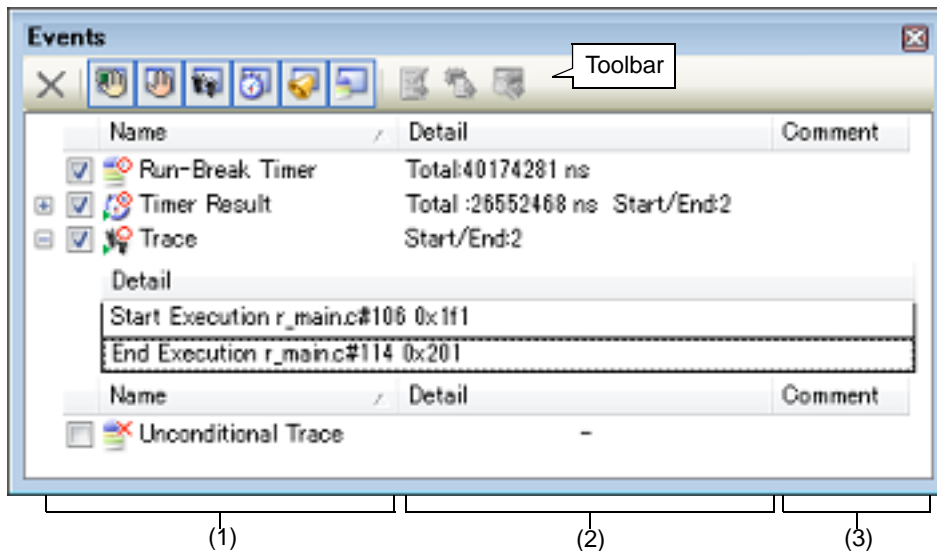 Events
Toolbar
Name Detail Comment
Run-Break Timer Total:40174281 ns
Timer Result Total :26552468 ns Start/End:2
Trace Start/End:2
Detail
Start Execution r_main.c#106 0x1f1
End Execution r_main.c#114 0x201
Name Detail Comment
Unconditional Trace -
(1) (2) (3)